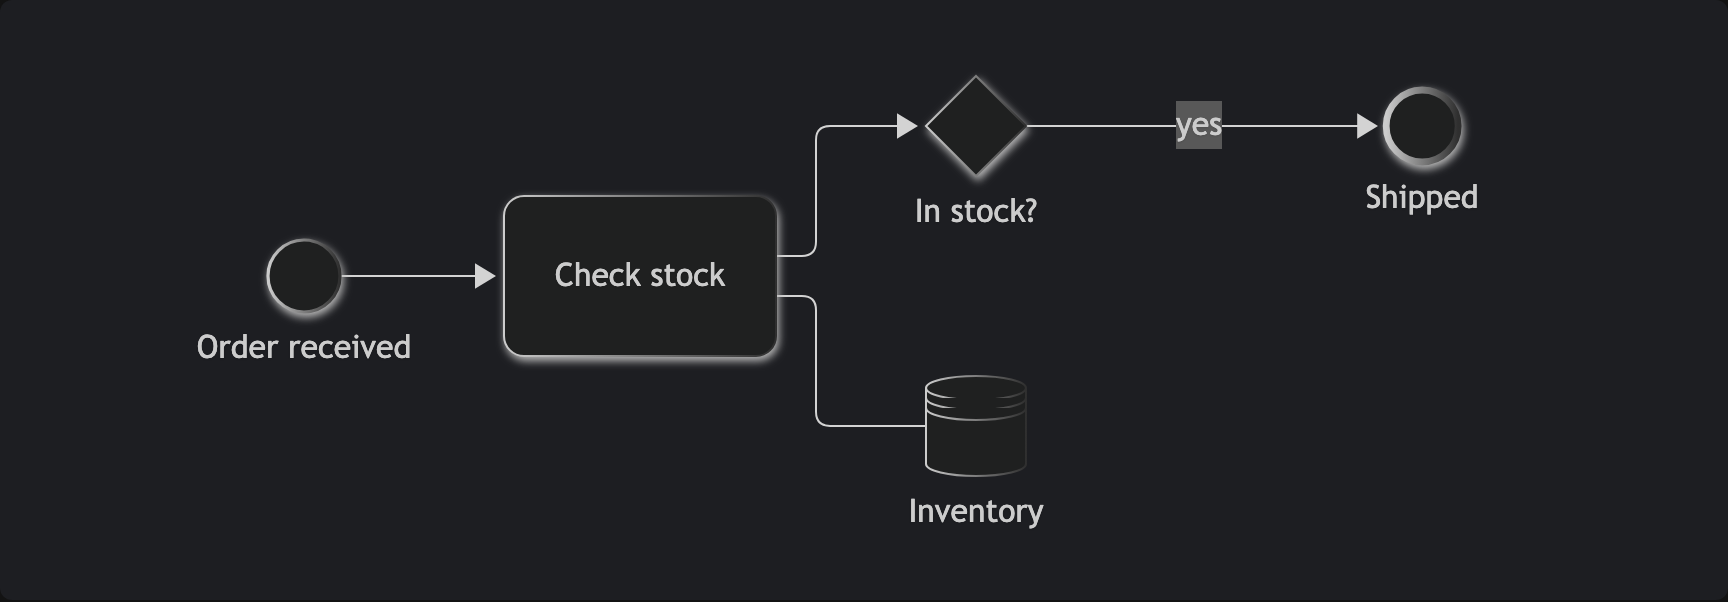 Order received
Check stock
In stock?
yes
Shipped
Inventory